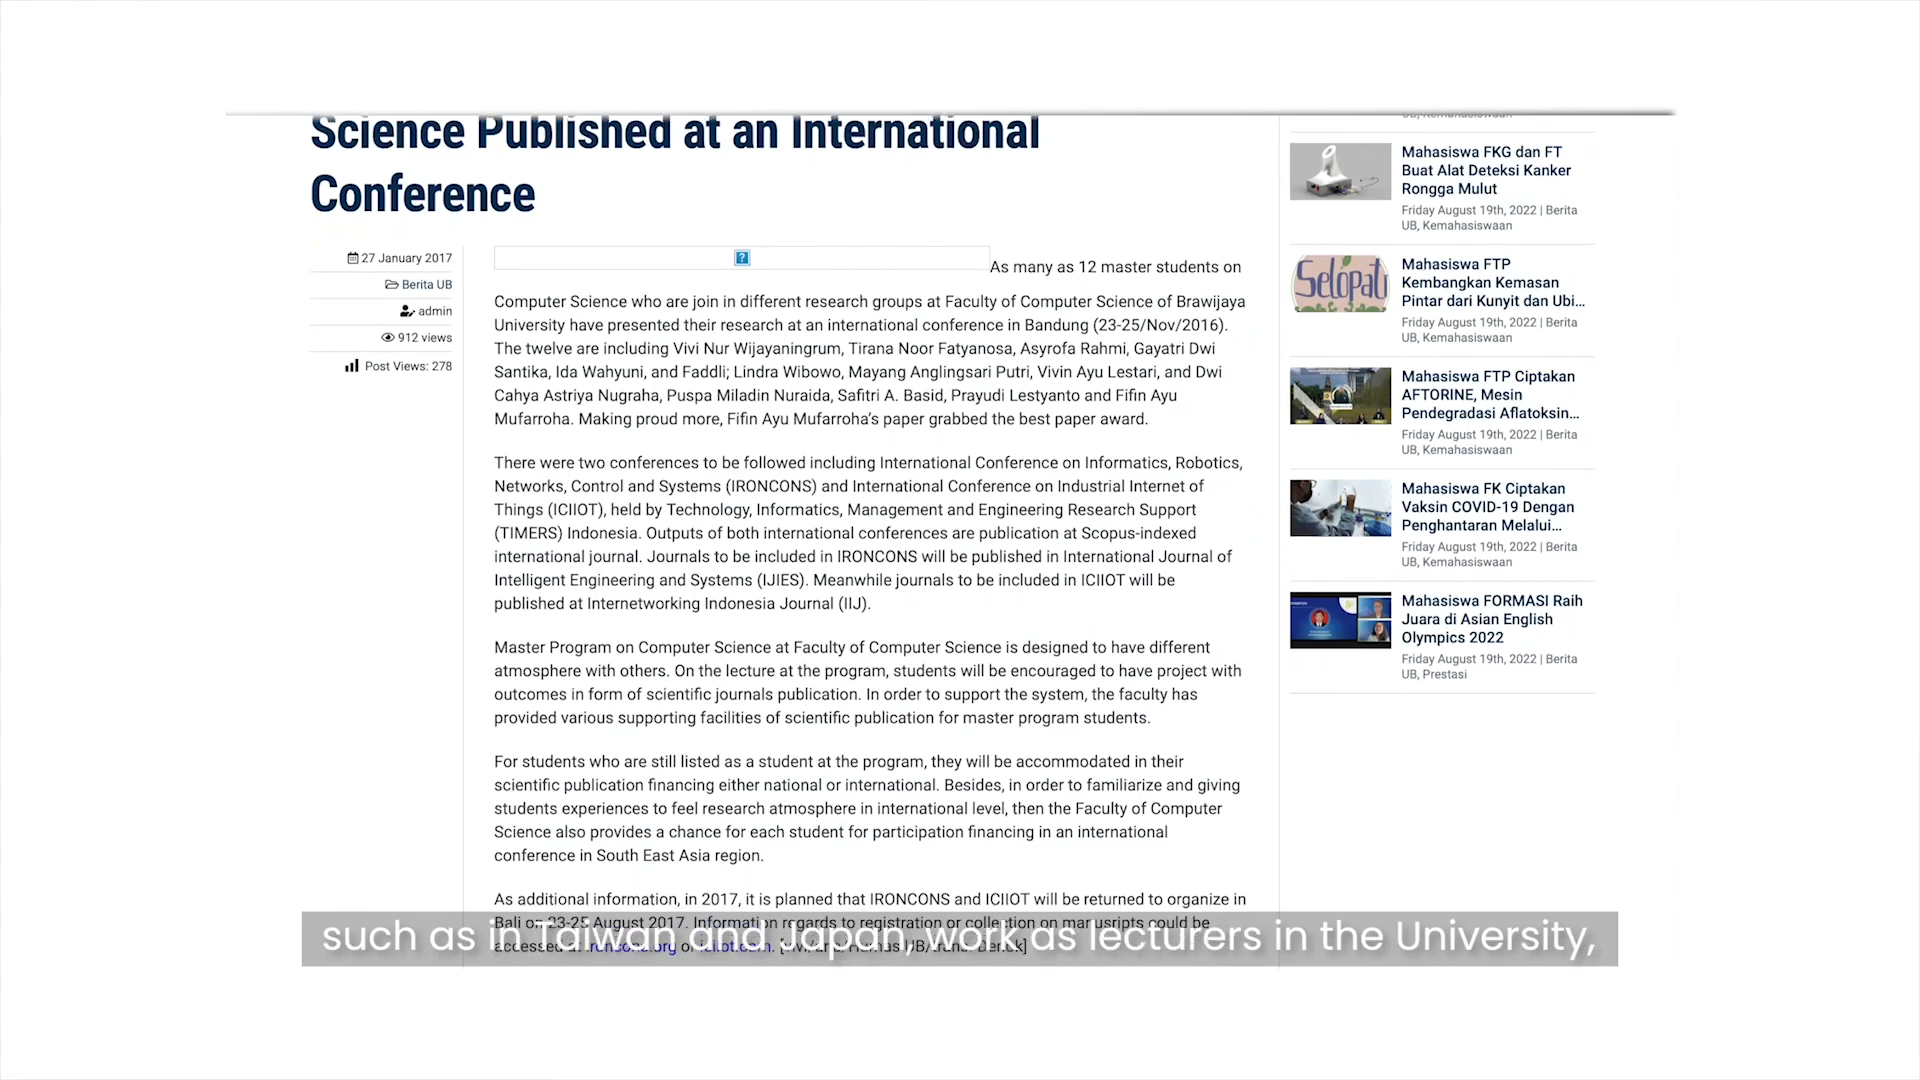 Science Published at an International
Conference
27 January 2017
Berita UB
admin
912 views
Post Views: 278
As many as 12 master students on
Computer Science who are join in different research groups at Faculty of Computer Science of Brawijaya
University have presented their research at an international conference in Bandung (23-25/Nov/2016).
The twelve are including Vivi Nur Wijayaningrum, Tirana Noor Fatyanosa, Asyrofa Rahmi, Gayatri Dwi
Santika, Ida Wahyuni, and Faddli; Lindra Wibowo, Mayang Anglingsari Putri, Vivin Ayu Lestari, and Dwi
Cahya Astriya Nugraha, Puspa Miladin Nuraida, Safitri A. Basid, Prayudi Lestyanto and Fifin Ayu
Mufarroha. Making proud more, Fifin Ayu Mufarroha’s paper grabbed the best paper award.
There were two conferences to be followed including International Conference on Informatics, Robotics,
Networks, Control and Systems (IRONCONS) and International Conference on Industrial Internet of
Things (ICIIOT), held by Technology, Informatics, Management and Engineering Research Support
(TIMERS) Indonesia. Outputs of both international conferences are publication at Scopus-indexed
international journal. Journals to be included in IRONCONS will be published in International Journal of
Intelligent Engineering and Systems (IJIES). Meanwhile journals to be included in ICIIOT will be
published at Internetworking Indonesia Journal (IIJ).
Master Program on Computer Science at Faculty of Computer Science is designed to have different
atmosphere with others. On the lecture at the program, students will be encouraged to have project with
outcomes in form of scientific journals publication. In order to support the system, the faculty has
provided various supporting facilities of scientific publication for master program students.
For students who are still listed as a student at the program, they will be accommodated in their
scientific publication financing either national or international. Besides, in order to familiarize and giving
students experiences to feel research atmosphere in international level, then the Faculty of Computer
Science also provides a chance for each student for participation financing in an international
conference in South East Asia region.
As additional information, in 2017, it is planned that IRONCONS and ICIIOT will be returned to organize in
Bali on 23-25 August 2017. Information regards to registration or collection on manuscripts could be
accessed at
UB, Kemahasiswaan
Mahasiswa FKG dan FT
Buat Alat Deteksi Kanker
Rongga Mulut
Friday August 19th, 2022 | Berita
UB, Kemahasiswaan
Selopati
Mahasiswa FTP
Kembangkan Kemasan
Pintar dari Kunyit dan Ubi...
Friday August 19th, 2022 | Berita
UB, Kemahasiswaan
Mahasiswa FTP Ciptakan
AFTORINE, Mesin
Pendegradasi Aflatoksin...
Friday August 19th, 2022 | Berita
UB, Kemahasiswaan
Mahasiswa FK Ciptakan
Vaksin COVID-19 Dengan
Penghantaran Melalui...
Friday August 19th, 2022 | Berita
UB, Kemahasiswaan
Mahasiswa FORMASI Raih
Juara di Asian English
Olympics 2022
Friday August 19th, 2022 | Berita
UB, Prestasi
such as in Taiwan and Japan, work as lecturers in the University,